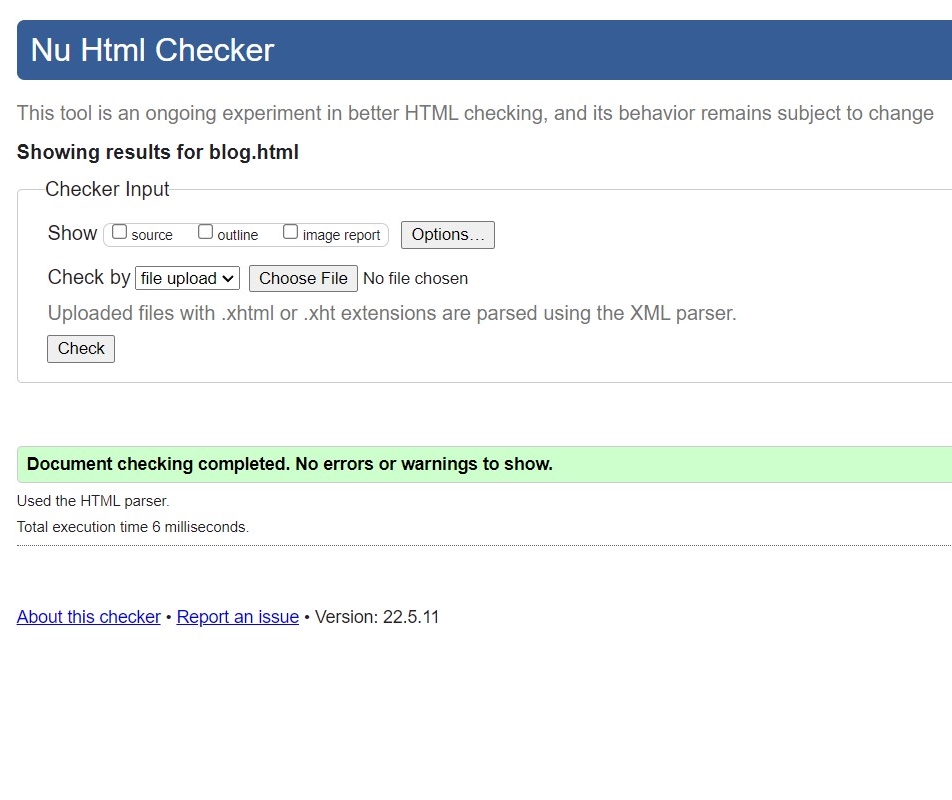 Nu Html Checker
This tool is an ongoing experiment in better HTML checking, and its behavior remains subject to change
Showing results for blog.html
Checker Input
Show source outline image report Options...
Check by file upload Choose File No file chosen
Uploaded files with .xhtml or .xht extensions are parsed using the XML parser.
Check
Document checking completed. No errors or warnings to show.
Used the HTML parser.
Total execution time 6 milliseconds.
About this checker • Report an issue • Version: 22.5.11